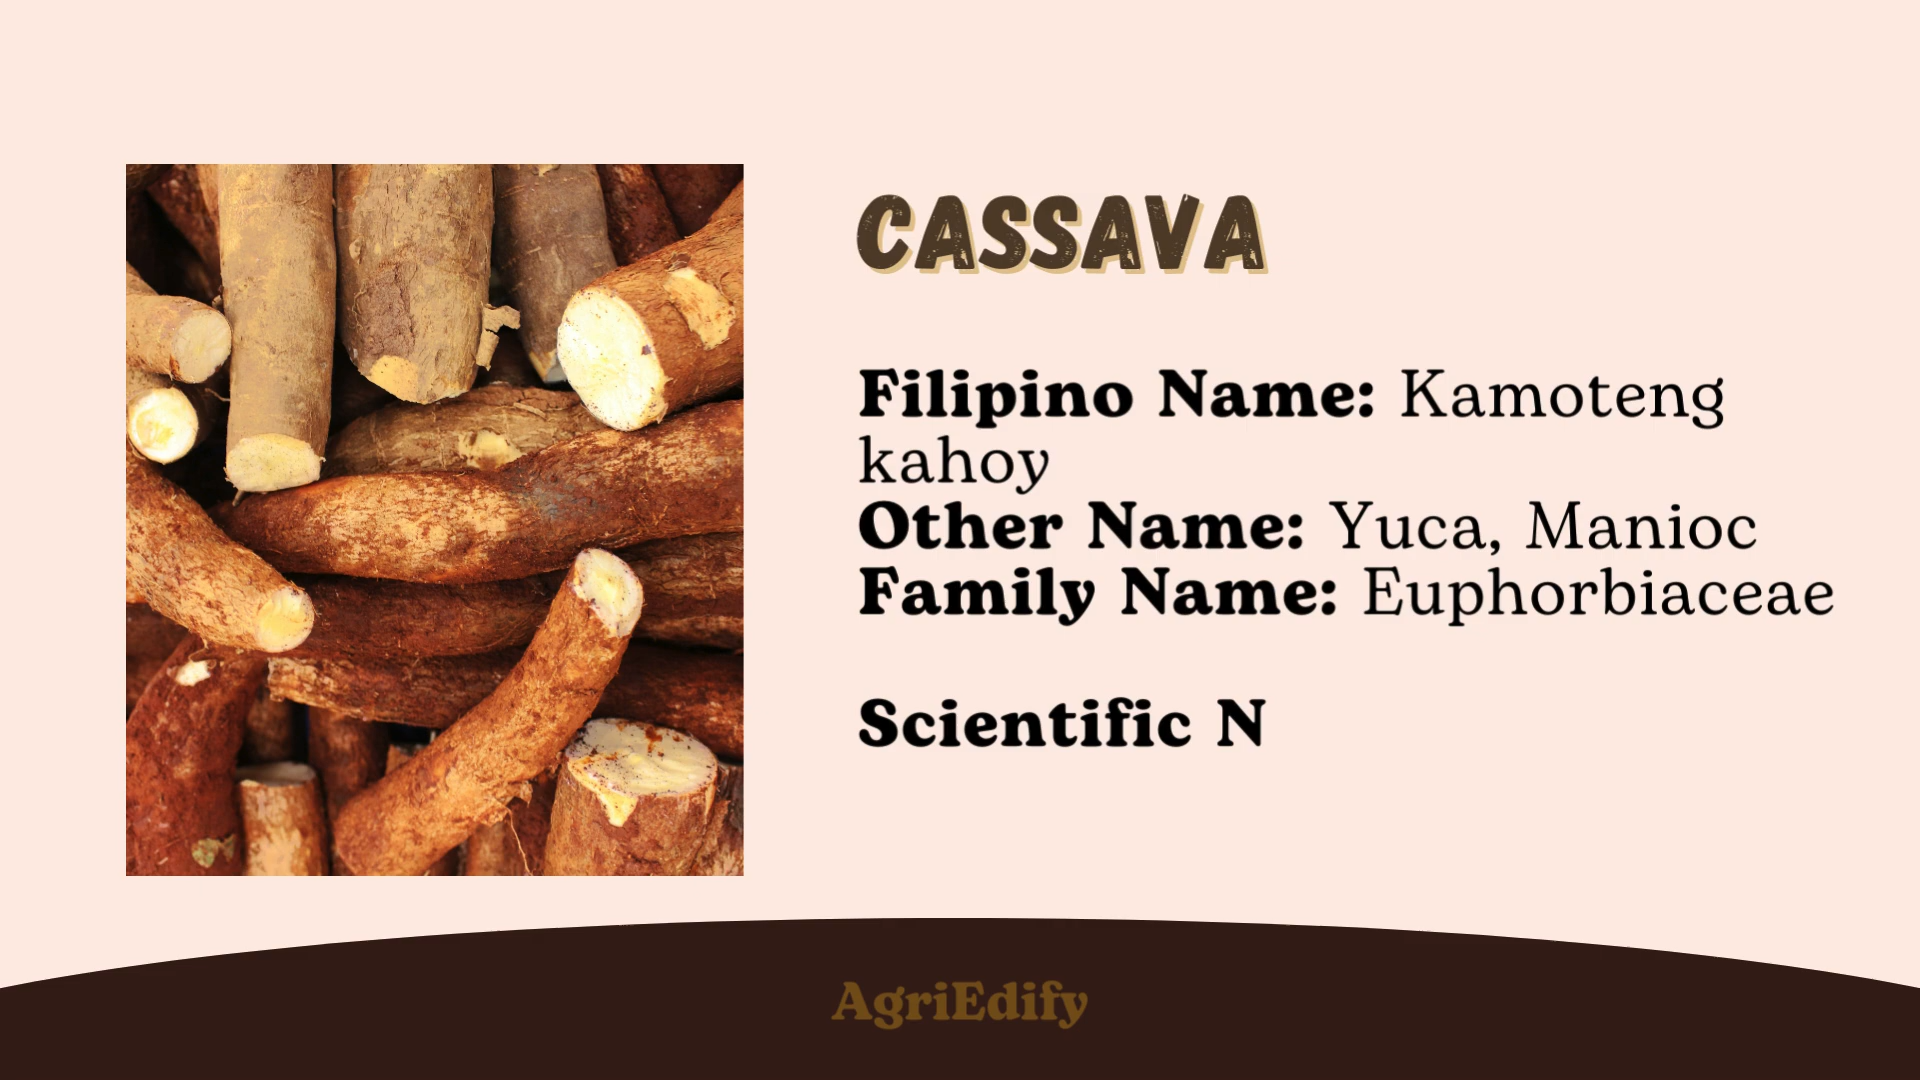 CASSAVA
Filipino Name: Kamoteng
kahoy
Other Name: Yuca, Manioc
Family Name: Euphorbiaceae
Scientific N
AgriEdify